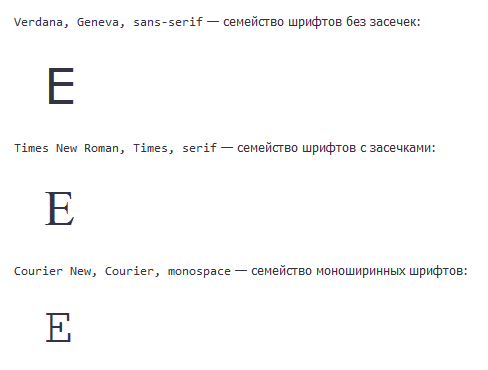 Verdana, Geneva, sans-serif — семейство шрифтов без засечек:
E
Times New Roman, Times, serif — семейство шрифтов с засечками:
E
Courier New, Courier, monospace — семейство моноширинных шрифтов:
E